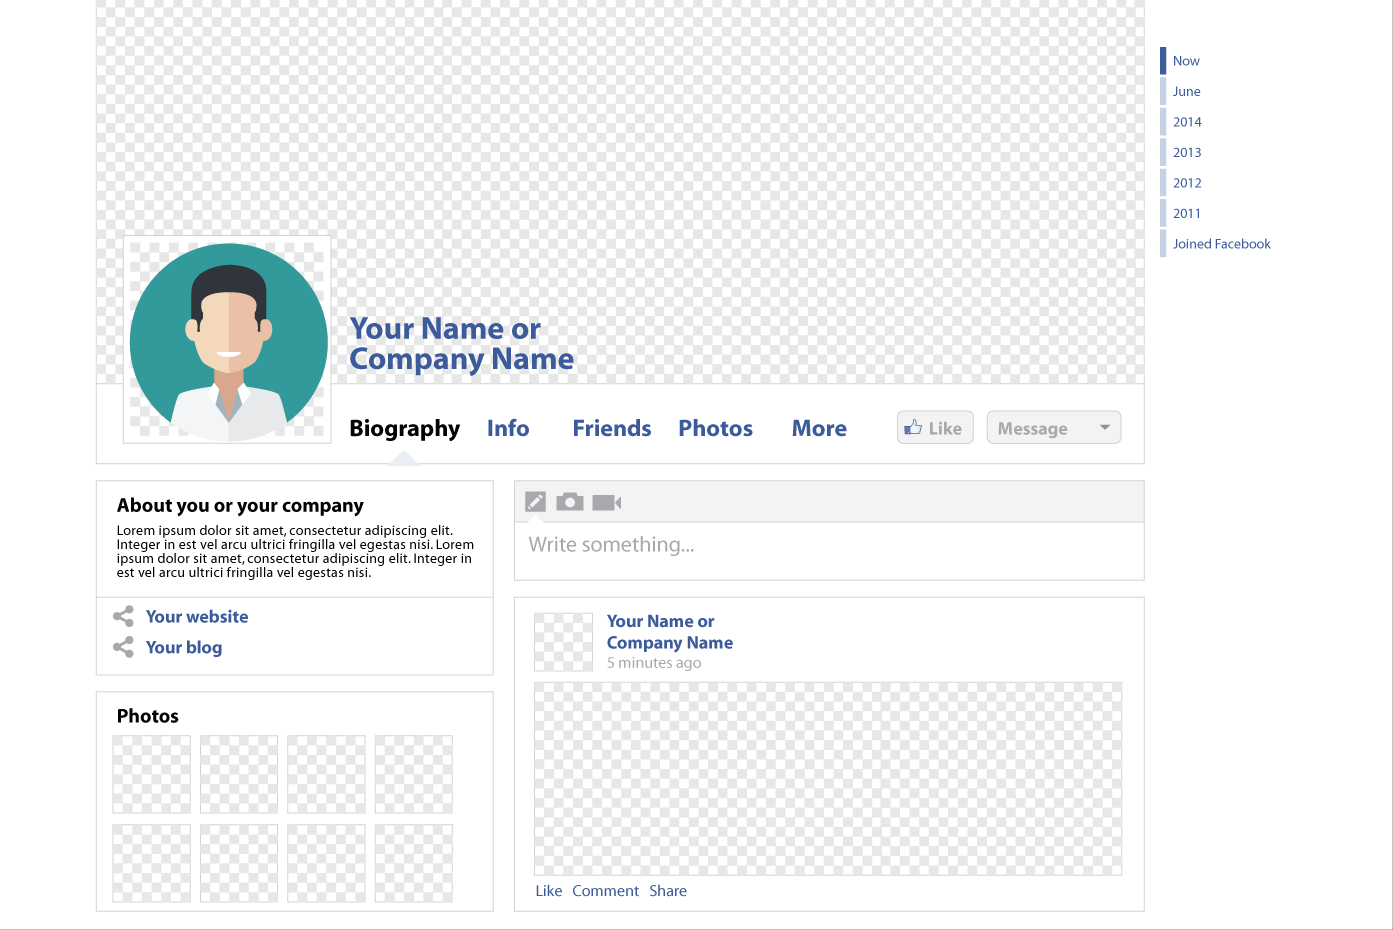 Now
June
2014
2013
2012
2011
Joined Facebook
Your Name or
Company Name
Biography Info Friends Photos More Like Message
About you or your company
Lorem ipsum dolor sit amet, consectetur adipiscing elit.
Integer in est vel arcu ultrici fringilla vel egestas nisi. Lorem
ipsum dolor sit amet, consectetur adipiscing elit. Integer in
est vel arcu ultrici fringilla vel egestas nisi.
Your website
Your blog
Photos
Write something...
Your Name or
Company Name
5 minutes ago
Like Comment Share